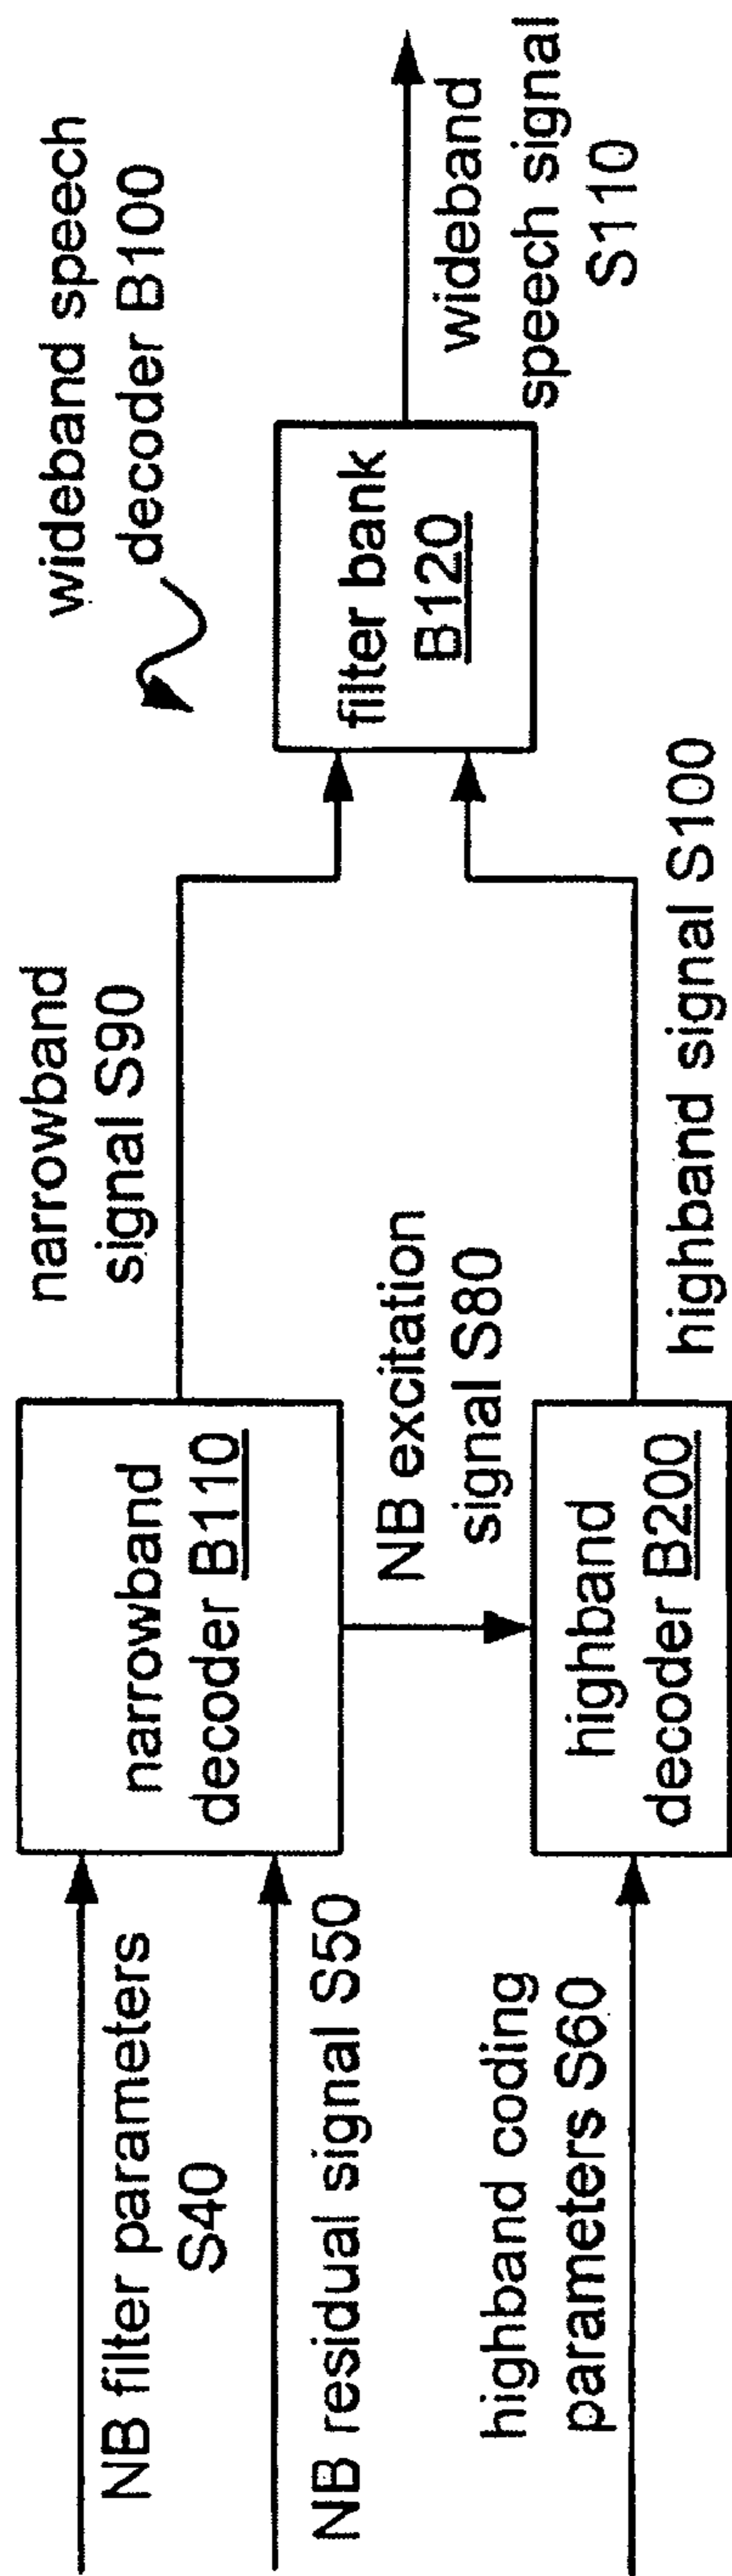 wideband speech
decoder B100
NB filter parameters
S40
NB residual signal S50
highband coding
parameters S60
narrowband
decoder B110
NB excitation
signal S80
highband
decoder B200
narrowband
signal S90
highband signal S100
filter bank
B120
wideband
speech signal
S110